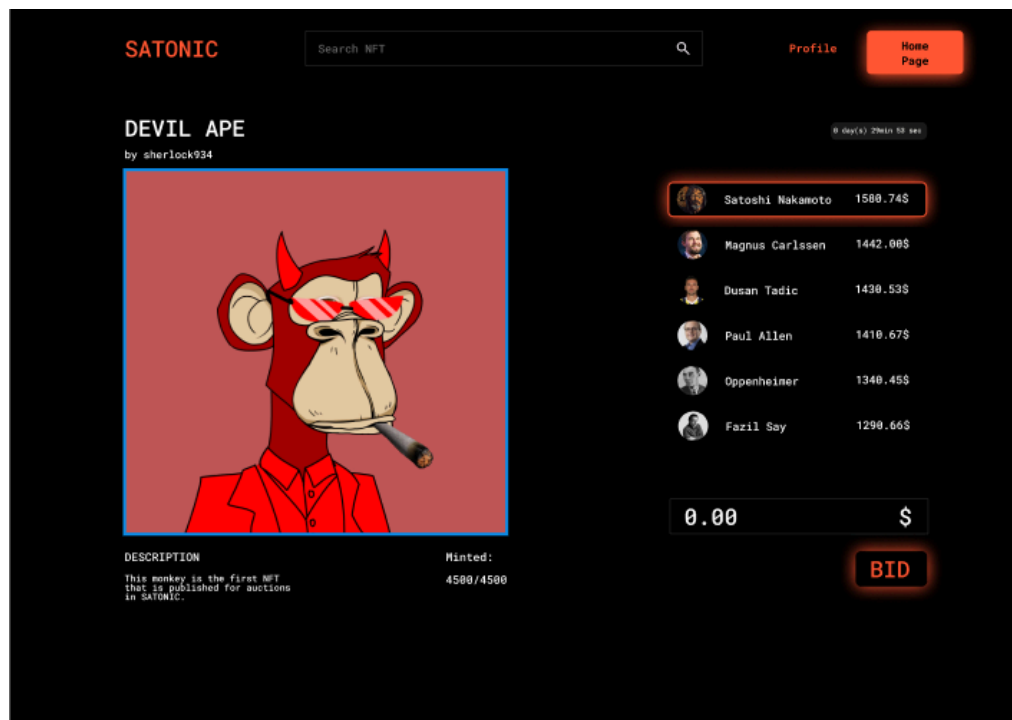 SATONIC
Search NFT
Profile
Home
Page
DEVIL APE
by sherlock934
0 day(s) 29min 53 sec
Satoshi Nakamoto 1580.74$
Magnus Carlssen 1442.00$
Dusan Tadic 1430.53$
Paul Allen 1410.67$
Oppenheimer 1340.45$
Fazil Say 1290.66$
0.00 $
BID
DESCRIPTION
This monkey is the first NFT
that is published for auctions
in SATONIC.
Minted:
4500/4500